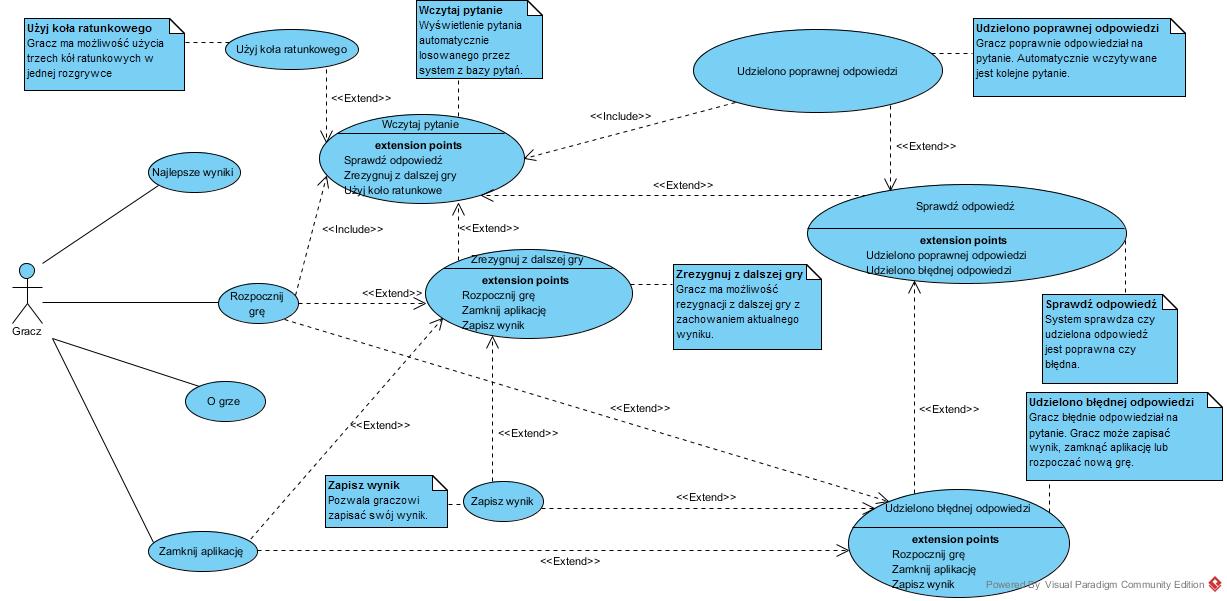 Użyj koła ratunkowego
Gracz ma możliwość użycia
trzech kół ratunkowych w
jednej rozgrywce
Użyj koła ratunkowego
Wczytaj pytanie
Wyświetlenie pytania
automatycznie
losowanego przez
system z bazy pytań.
Udzielono poprawnej odpowiedzi
Udzielono poprawnej odpowiedzi
Gracz poprawnie odpowiedział na
pytanie. Automatycznie wczytywane
jest kolejne pytanie.
<<Extend>>
<<Include>>
<<Extend>>
Wczytaj pytanie
extension points
Sprawdź odpowiedź
Zrezygnuj z dalszej gry
Użyj koło ratunkowe
Najlepsze wyniki
<<Extend>>
Sprawdź odpowiedź
extension points
Udzielono poprawnej odpowiedzi
Udzielono błędnej odpowiedzi
<<Include>>
<<Extend>>
Zrezygnuj z dalszej gry
extension points
Rozpocznij grę
Zamknij aplikację
Zapisz wynik
Zrezygnuj z dalszej gry
Gracz ma możliwość
rezygnacji z dalszej gry z
zachowaniem aktualnego
wyniku.
Gracz
Rozpocznij
grę
<<Extend>>
Sprawdź odpowiedź
System sprawdza czy
udzielona odpowiedź
jest poprawna czy
błędna.
O grze
<<Extend>>
<<Extend>>
<<Extend>>
<<Extend>>
Udzielono błędnej odpowiedzi
Gracz błędnie odpowiedział na
pytanie. Gracz może zapisać
wynik, zamknąć aplikację lub
rozpoczać nową grę.
Zapisz wynik
Pozwala graczowi
zapisać swój wynik.
Zapisz wynik
<<Extend>>
Udzielono błędnej odpowiedzi
extension points
Rozpocznij grę
Zamknij aplikację
Zapisz wynik
Zamknij aplikację
<<Extend>>
Powered By Visual Paradigm Community Edition